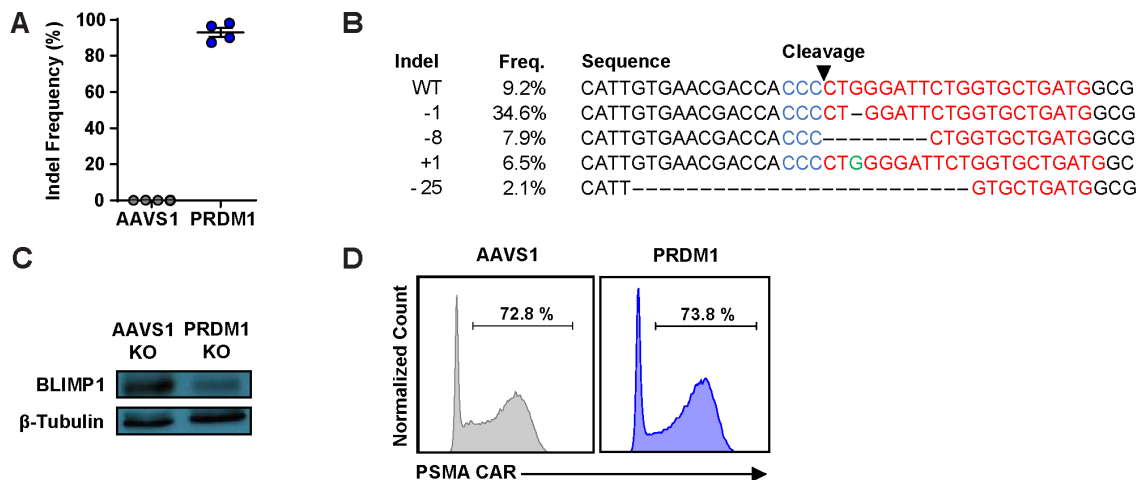 A
Indel Frequency (%)
100
80
60
40
20
0
AAVS1 PRDM1
B
Cleavage
Indel Freq. Sequence
WT 9.2% CATTGTGAACGACCACCCCTGGGATTCTGGTGCTGATGGCG
-1 34.6% CATTGTGAACGACCACCCCT-GGATTCTGGTGCTGATGGCG
-8 7.9% CATTGTGAACGACCACCC--------CTGGTGCTGATGGCG
+1 6.5% CATTGTGAACGACCACCCCTGGGGATTCTGGTGCTGATGGC
-25 2.1% CATT-------------------------GTGCTGATGGCG
C
AAVS1 KO PRDM1 KO
BLIMP1
β-Tubulin
D
AAVS1 PRDM1
Normalized Count
72.8 % 73.8 %
PSMA CAR